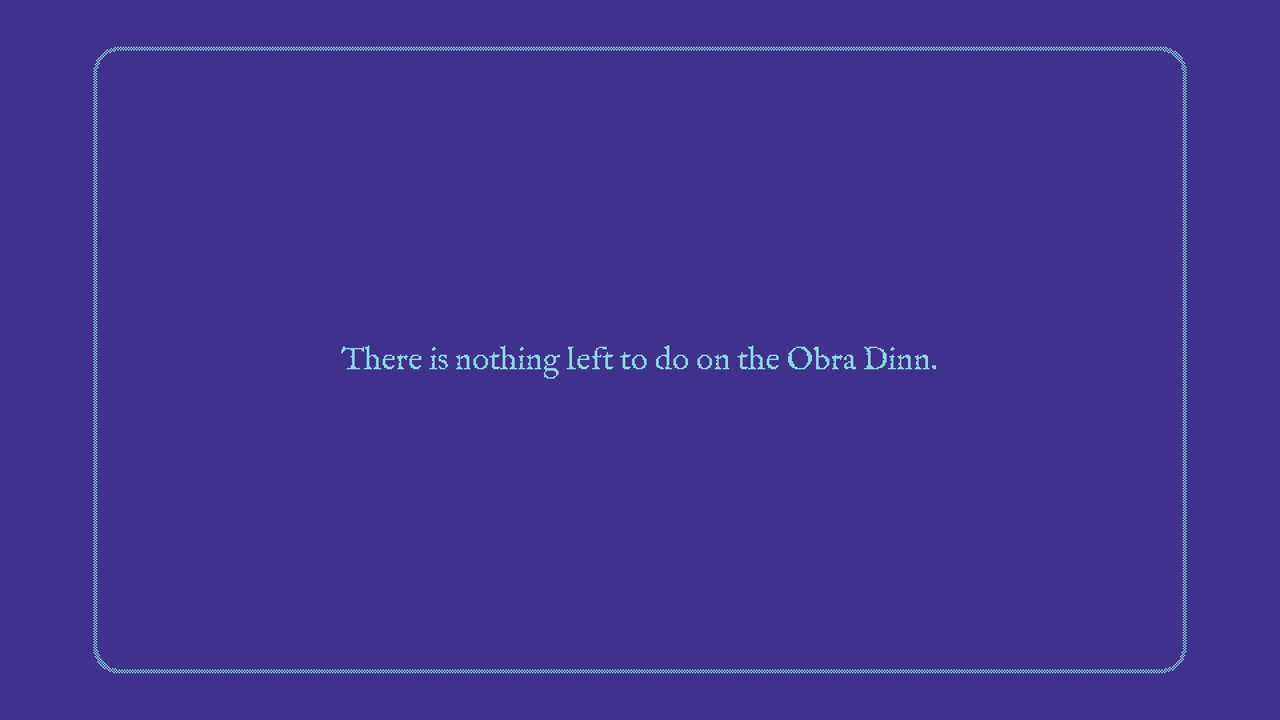 There is nothing left to do on the Obra Dinn.